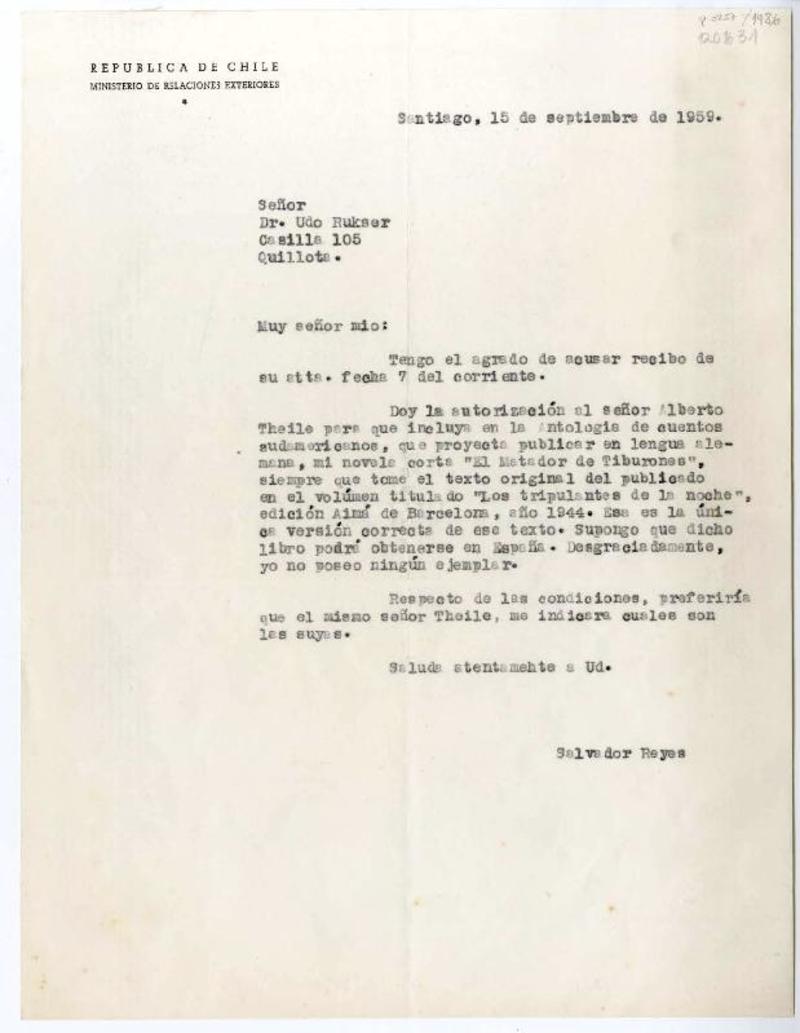 120831
REPUBLICA DE CHILE
MINISTERIO DE RELACIONES EXTERIORES
Santiago, 15 de septiembre de 1959.
Señor
Dr. Udo Rukser
Casilla 105
Quillota.
Muy señor mio:
Tengo el agrado de acusar recibo de
su atta. fecha 7 del corriente.
Doy la autorización al señor Alberto
Theile para que incluya en la Antologia de cuentos
sudamericanos, que proyecta publicar en lengua ale-
mana, mi novela corta "El Matador de Tiburones",
siempre que tome el texto original del publicado
en el volúmen titulado "Los tripulantes de la noche",
edición Aimá de Barcelona, año 1944. Esa es la úni-
ca versión correcta de ese texto. Supongo que dicho
libro podrá obtenerse en España. Desgraciadamente,
yo no poseo ningún ejemplar.
Respecto de las condiciones, preferiría
que el mismo señor Theile, me indicara cuales son
las suyas.
Saluda atentamehte a Ud.
Salvador Reyes